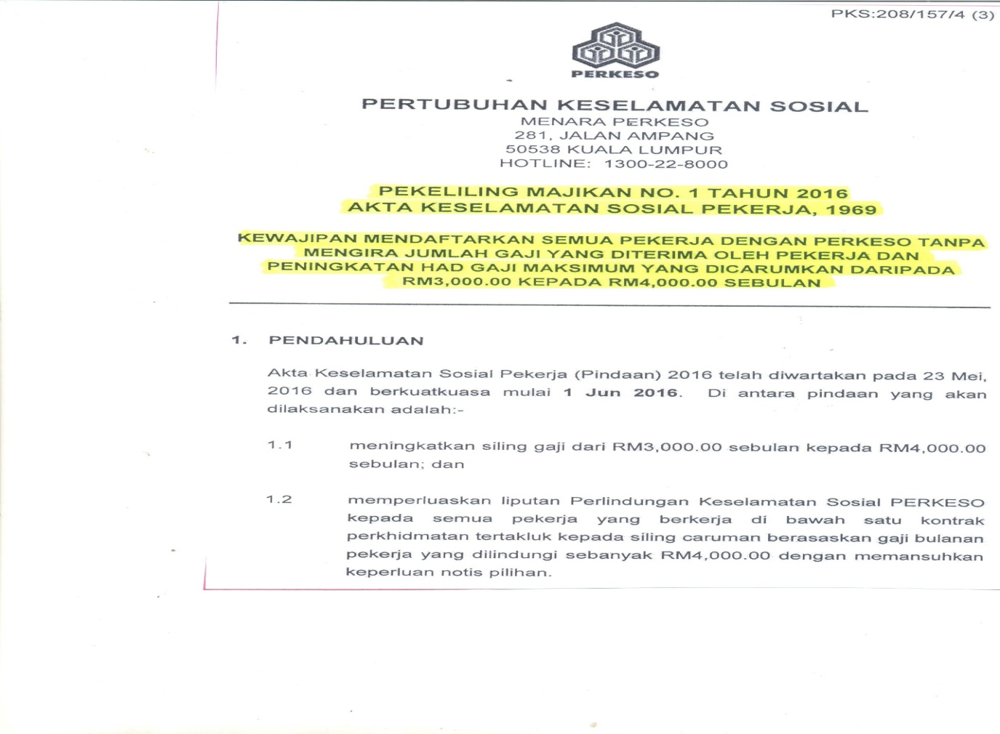 PKS:208/157/4 (3)
PERKESO
PERTUBUHAN KESELAMATAN SOSIAL
MENARA PERKESO
281, JALAN AMPANG
50538 KUALA LUMPUR
HOTLINE: 1300-22-8000
PEKELILING MAJIKAN NO. 1 TAHUN 2016
AKTA KESELAMATAN SOSIAL PEKERJA, 1969
KEWAJIPAN MENDAFTARKAN SEMUA PEKERJA DENGAN PERKESO TANPA
MENGIRA JUMLAH GAJI YANG DITERIMA OLEH PEKERJA DAN
PENINGKATAN HAD GAJI MAKSIMUM YANG DICARUMKAN DARIPADA
RM3,000.00 KEPADA RM4,000.00 SEBULAN
1. PENDAHULUAN
Akta Keselamatan Sosial Pekerja (Pindaan) 2016 telah diwartakan pada 23 Mei,
2016 dan berkuatkuasa mulai 1 Jun 2016. Di antara pindaan yang akan
dilaksanakan adalah:-
1.1 meningkatkan siling gaji dari RM3,000.00 sebulan kepada RM4,000.00
sebulan; dan
1.2 memperluaskan liputan Perlindungan Keselamatan Sosial PERKESO
kepada semua pekerja yang berkerja di bawah satu kontrak
perkhidmatan tertakluk kepada siling caruman berasaskan gaji bulanan
pekerja yang dilindungi sebanyak RM4,000.00 dengan memansuhkan
keperluan notis pilihan.